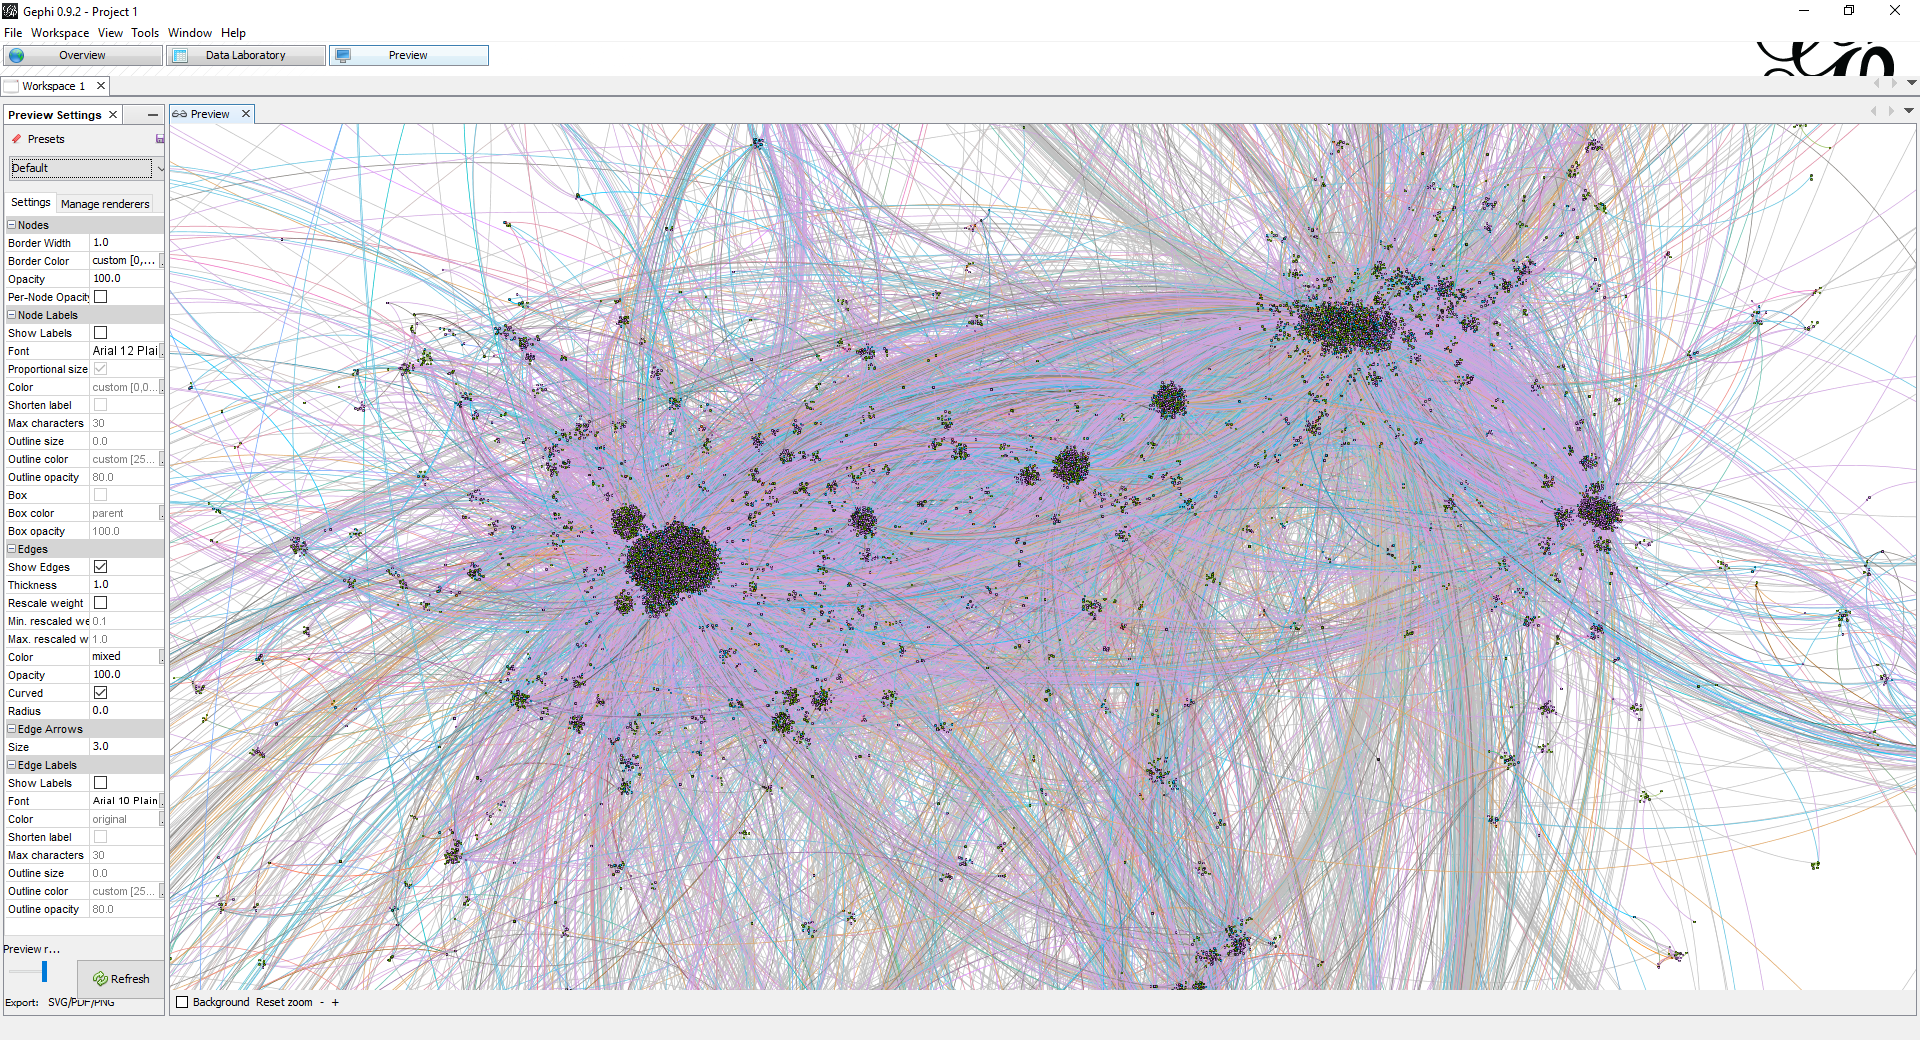 Gephi 0.9.2 - Project 1
File Workspace View Tools Window Help
Overview Data Laboratory Preview
Workspace 1
Preview Settings
Preview
Presets
Default
Settings Manage renderers
Nodes
Border Width 1.0
Border Color custom [0,...
Opacity 100.0
Per-Node Opacit
Node Labels
Show Labels
Font Arial 12 Plai
Proportional size
Color custom [0,0...
Shorten label
Max characters 30
Outline size 0.0
Outline color custom [25...
Outline opacity 80.0
Box
Box color parent
Box opacity 100.0
Edges
Show Edges
Thickness 1.0
Rescale weight
Min. rescaled we 0.1
Max. rescaled w 1.0
Color mixed
Opacity 100.0
Curved
Radius 0.0
Edge Arrows
Size 3.0
Edge Labels
Show Labels
Font Arial 10 Plain
Color original
Shorten label
Max characters 30
Outline size 0.0
Outline color custom [25...
Outline opacity 80.0
Preview r...
Refresh
Export: SVG/PDF/PNG
Background Reset zoom - +